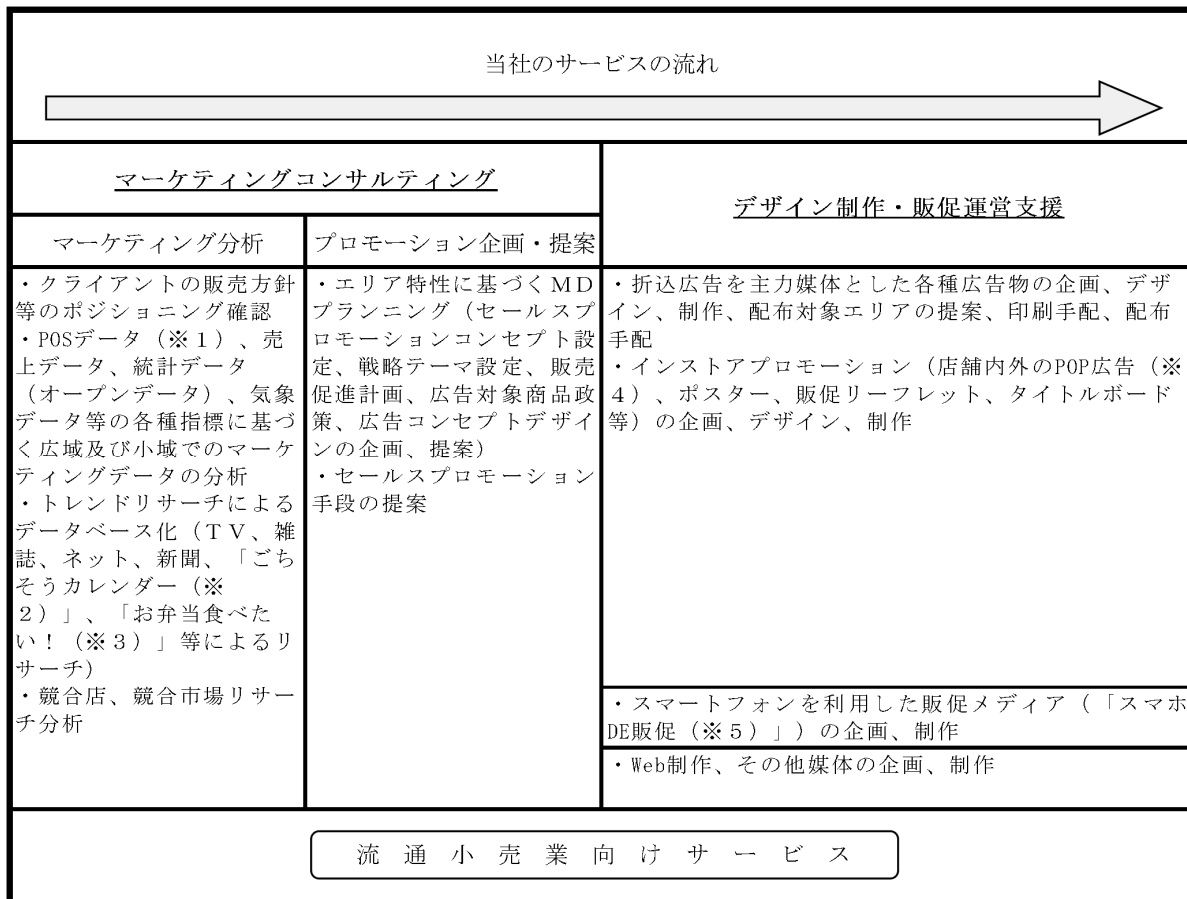 当社のサービスの流れ
マーケティングコンサルティング
デザイン制作・販促運営支援
マーケティング分析
プロモーション企画・提案
・クライアントの販売方針
等のポジショニング確認
・POSデータ（※１）、売
上データ、統計データ
（オープンデータ）、気象
データ等の各種指標に基づ
く広域及び小域でのマーケ
ティングデータの分析
・トレンドリサーチによる
データベース化（ＴＶ、雑
誌、ネット、新聞、「ごち
そうカレンダー（※
２）」、「お弁当食べた
い！（※３）」等によるリ
サーチ）
・競合店、競合市場リサー
チ分析
・エリア特性に基づくＭＤ
プランニング（セールスプ
ロモーションコンセプト設
定、戦略テーマ設定、販売
促進計画、広告対象商品政
策、広告コンセプトデザイ
ンの企画、提案）
・セールスプロモーション
手段の提案
・折込広告を主力媒体とした各種広告物の企画、デザ
イン、制作、配布対象エリアの提案、印刷手配、配布
手配
・インストアプロモーション（店舗内外のPOP広告（※
４）、ポスター、販促リーフレット、タイトルボード
等）の企画、デザイン、制作
・スマートフォンを利用した販促メディア（「スマホ
DE販促（※５）」）の企画、制作
・Web制作、その他媒体の企画、制作
流通小売業向けサービス